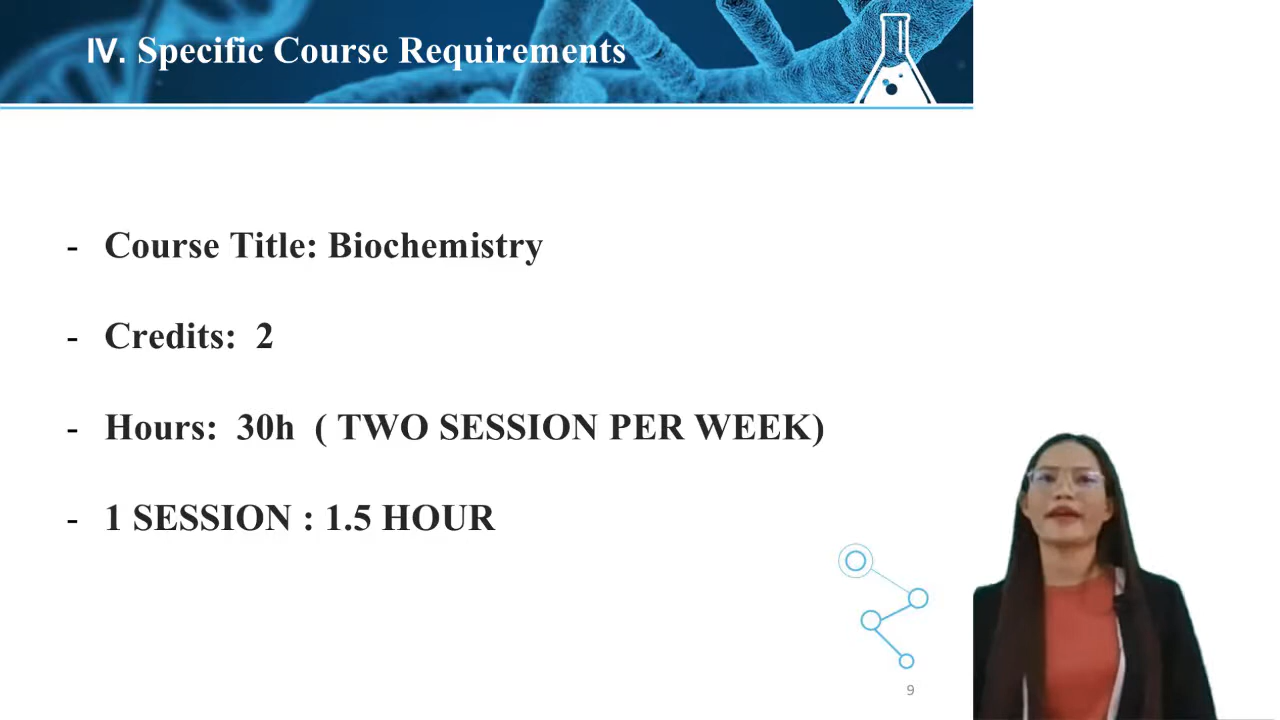 IV. Specific Course Requirements
- Course Title: Biochemistry
- Credits: 2
- Hours: 30h ( TWO SESSION PER WEEK)
- 1 SESSION : 1.5 HOUR
9